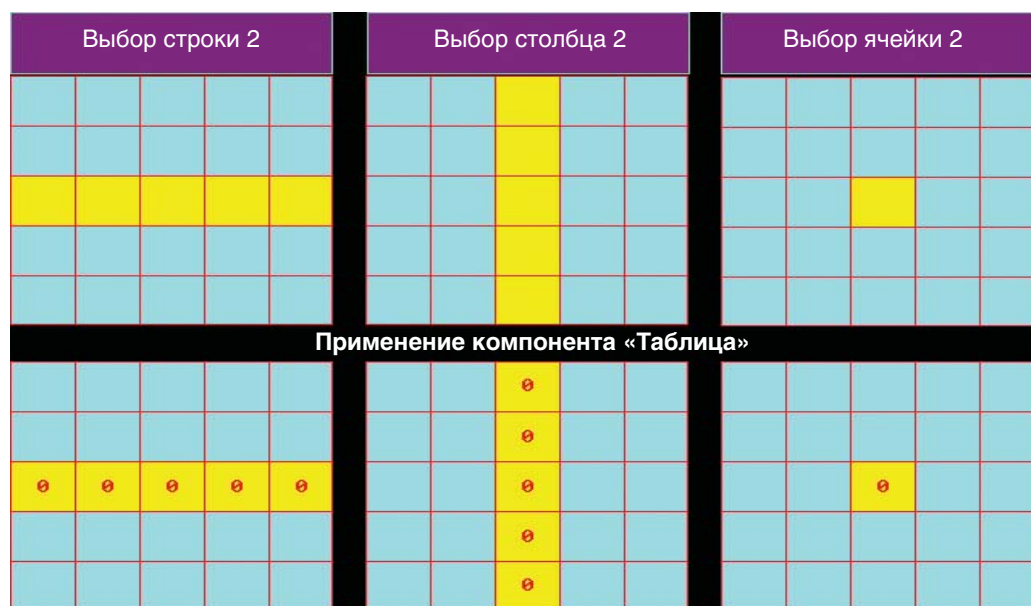 Выбор строки 2
Выбор столбца 2
Выбор ячейки 2
Применение компонента «Таблица»
0
0
0 0 0 0 0 0 0
0
0